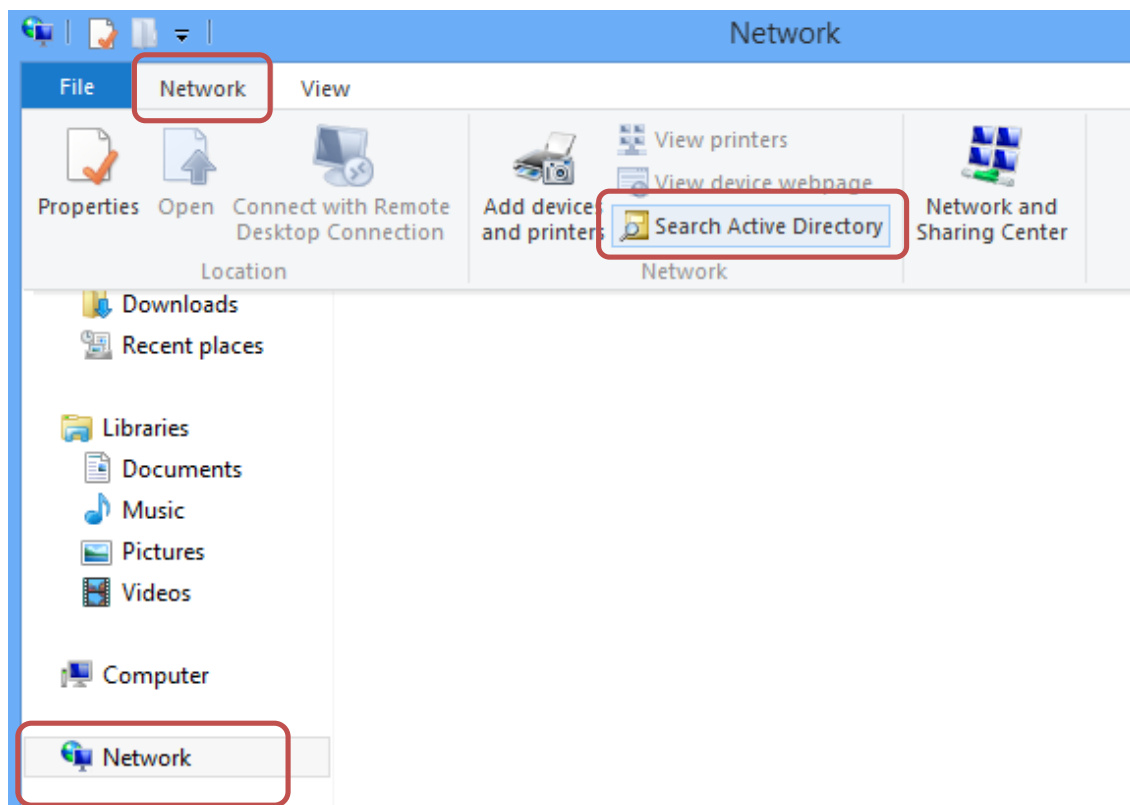 Network
File Network View
View printers
View device webpage
Properties Open Connect with Remote Add devices Network and
Search Active Directory
Desktop Connection and printers Sharing Center
Location Network
Downloads
Recent places
Libraries
Documents
Music
Pictures
Videos
Computer
Network